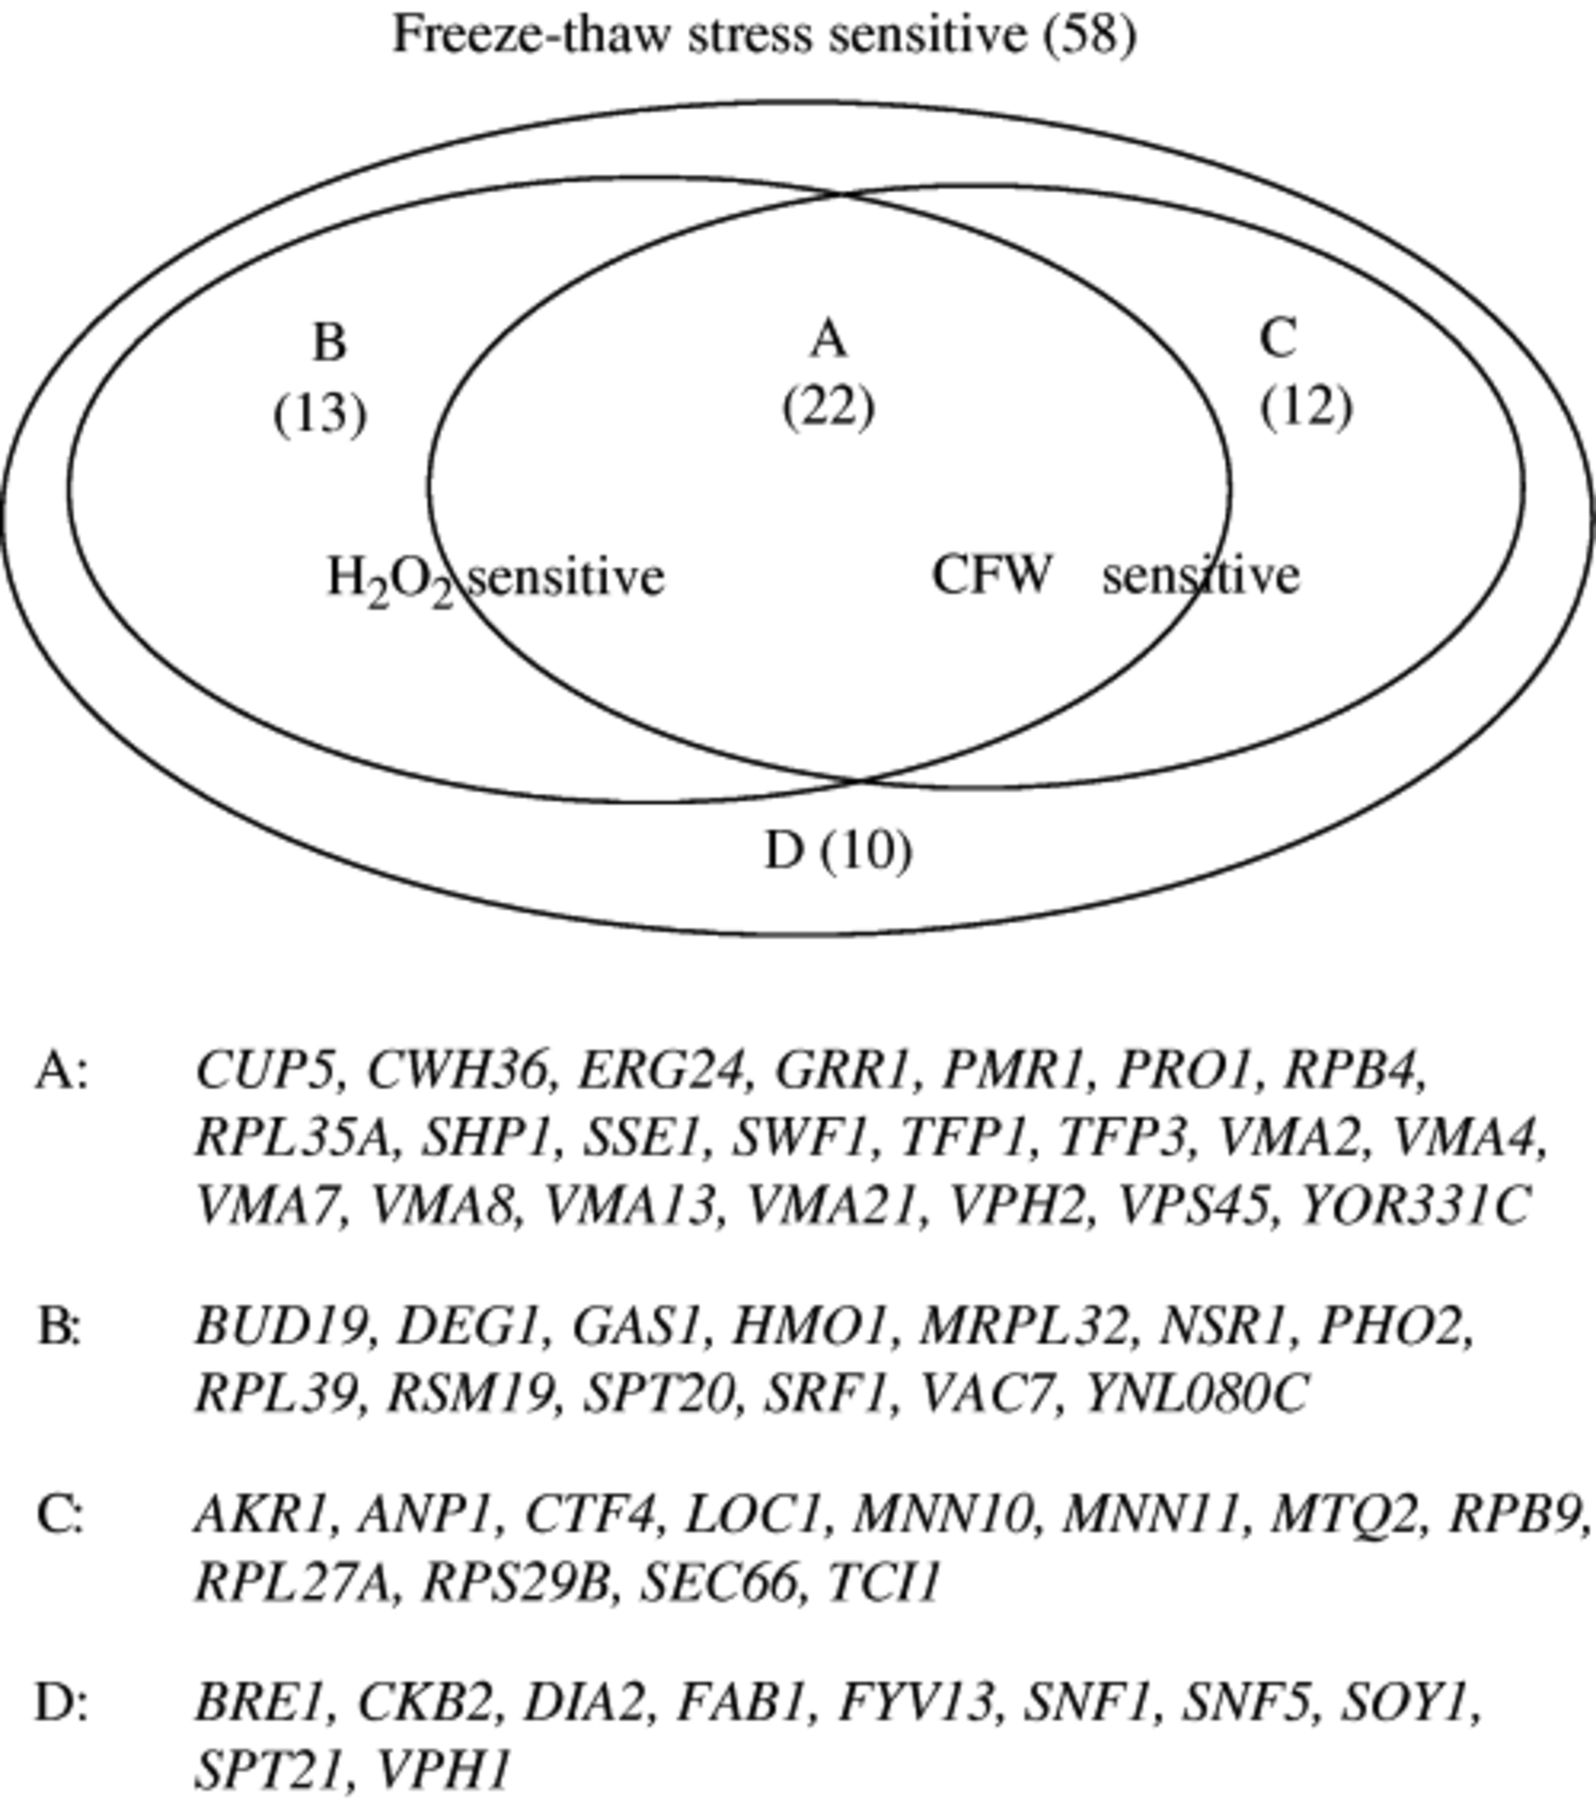 Freeze-thaw stress sensitive (58)
B
(13)
A
(22)
C
(12)
H₂O₂ sensitive
CFW sensitive
D (10)
A: CUP5, CWH36, ERG24, GRR1, PMR1, PRO1, RPB4,
RPL35A, SHP1, SSE1, SWF1, TFP1, TFP3, VMA2, VMA4,
VMA7, VMA8, VMA13, VMA21, VPH2, VPS45, YOR331C
B: BUD19, DEG1, GAS1, HMO1, MRPL32, NSR1, PHO2,
RPL39, RSM19, SPT20, SRF1, VAC7, YNL080C
C: AKR1, ANP1, CTF4, LOC1, MNN10, MNN11, MTQ2, RPB9,
RPL27A, RPS29B, SEC66, TCI1
D: BRE1, CKB2, DIA2, FAB1, FYV13, SNF1, SNF5, SOY1,
SPT21, VPH1